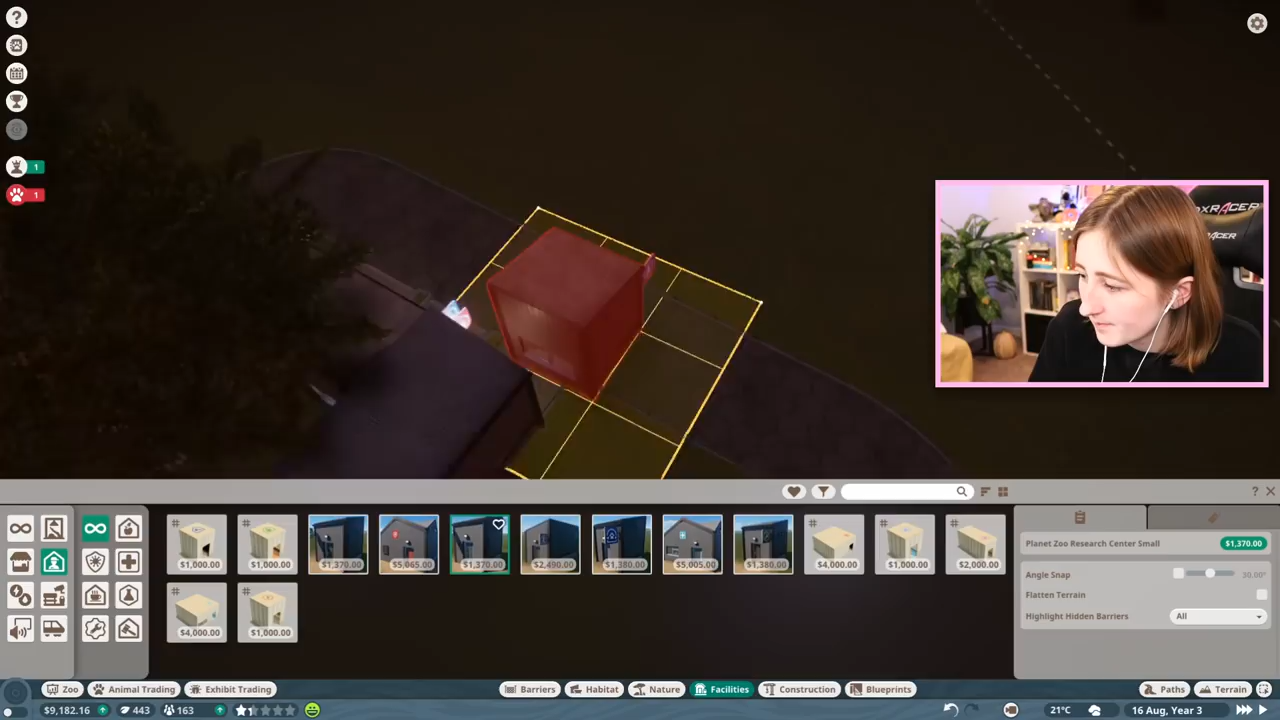 ?
1
1
DXRACER
ACER
? ×
$1,000.00 $1,000.00 $1,370.00 $5,065.00 $1,370.00 $2,490.00 $1,380.00 $5,005.00 $1,380.00 $4,000.00 $1,000.00 $2,000.00
$4,000.00 $1,000.00
Planet Zoo Research Center Small $1,370.00
Angle Snap 30.00°
Flatten Terrain
Highlight Hidden Barriers All
Zoo Animal Trading Exhibit Trading Barriers Habitat Nature Facilities Construction Blueprints Paths Terrain
$9,182.16 443 163 21°C 16 Aug, Year 3